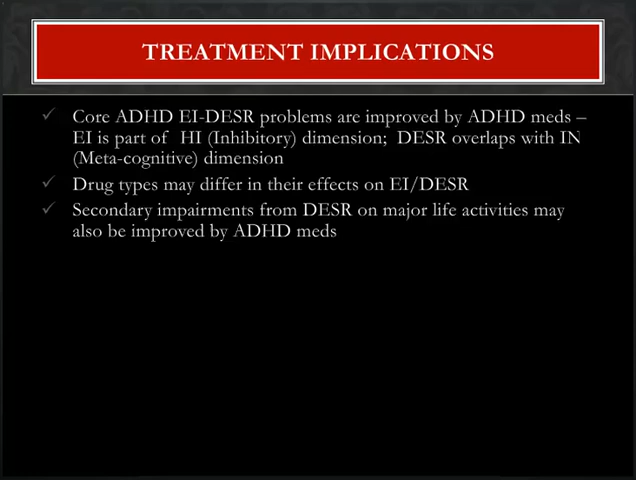 TREATMENT IMPLICATIONS
Core ADHD EI-DESR problems are improved by ADHD meds –
EI is part of HI (Inhibitory) dimension; DESR overlaps with IN
(Meta-cognitive) dimension
Drug types may differ in their effects on EI/DESR
Secondary impairments from DESR on major life activities may
also be improved by ADHD meds